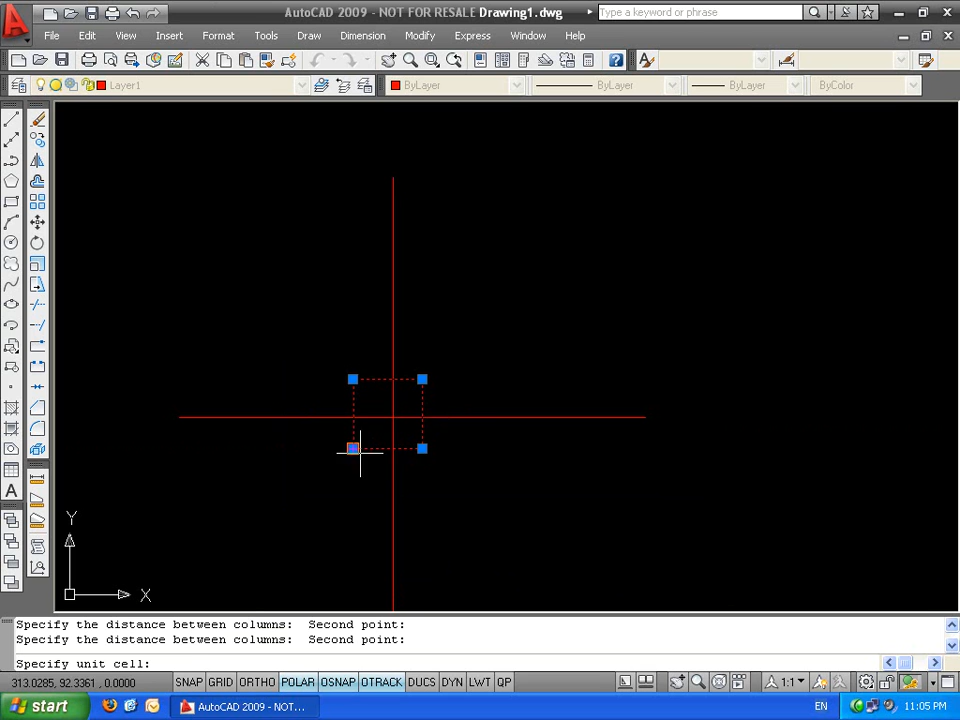 AutoCAD 2009 - NOT FOR RESALE Drawing1.dwg
Type a keyword or phrase
File Edit View Insert Format Tools Draw Dimension Modify Express Window Help
Layer1 ByLayer ByLayer ByLayer ByColor
A
Y
X
Specify the distance between columns: Second point:
Specify the distance between columns: Second point:
Specify unit cell:
313.0285, 92.3361 , 0.0000 SNAP GRID ORTHO POLAR OSNAP OTRACK DUCS DYN LWT QP 1:1
start AutoCAD 2009 - NOT... EN 11:05 PM